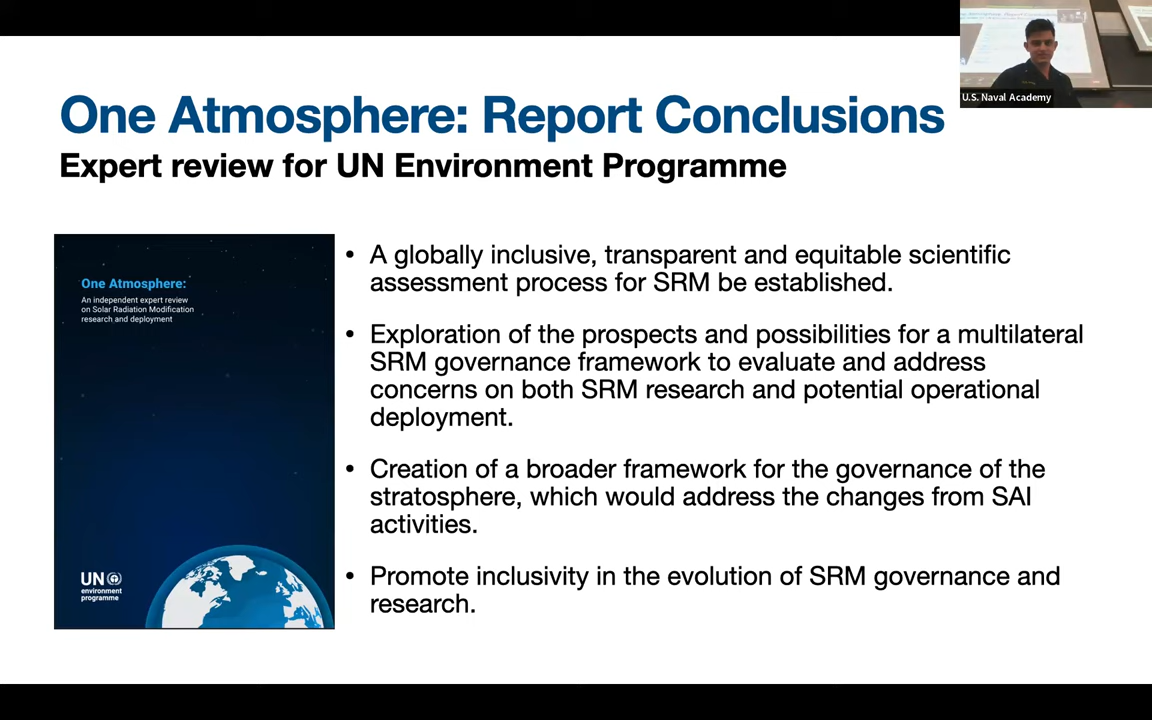 U.S. Naval Academy
One Atmosphere: Report Conclusions
Expert review for UN Environment Programme
One Atmosphere:
An independent expert review
on Solar Radiation Modification
research and deployment
UN
environment
programme
• A globally inclusive, transparent and equitable scientific
assessment process for SRM be established.
• Exploration of the prospects and possibilities for a multilateral
SRM governance framework to evaluate and address
concerns on both SRM research and potential operational
deployment.
• Creation of a broader framework for the governance of the
stratosphere, which would address the changes from SAI
activities.
• Promote inclusivity in the evolution of SRM governance and
research.